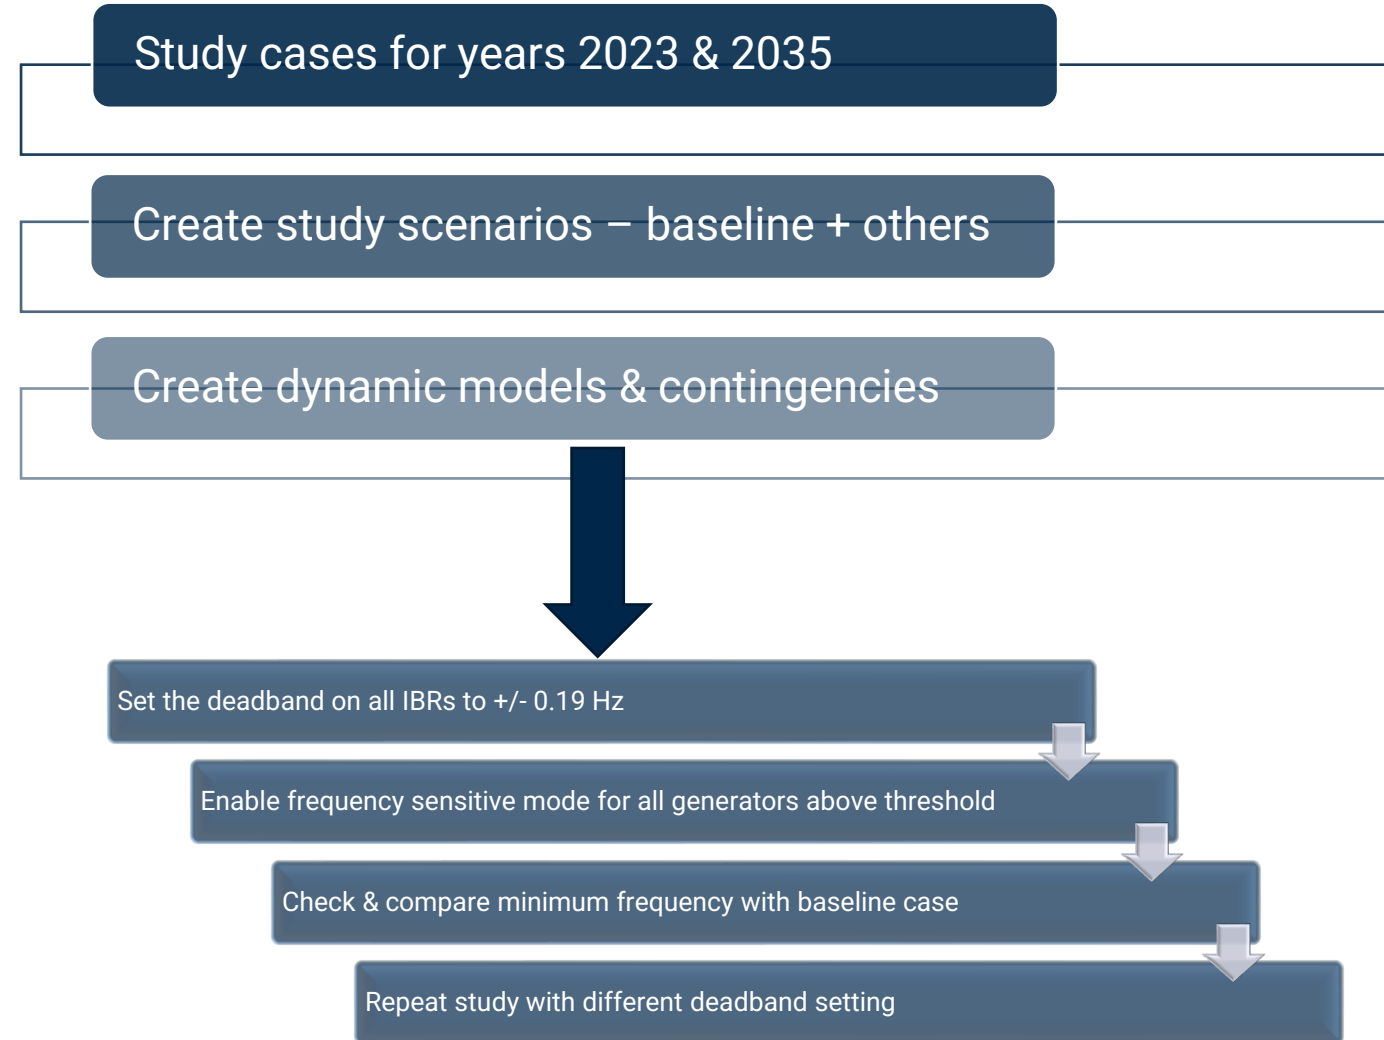 Study cases for years 2023 & 2035
Create study scenarios – baseline + others
Create dynamic models & contingencies
Set the deadband on all IBRs to +/- 0.19 Hz
Enable frequency sensitive mode for all generators above threshold
Check & compare minimum frequency with baseline case
Repeat study with different deadband setting